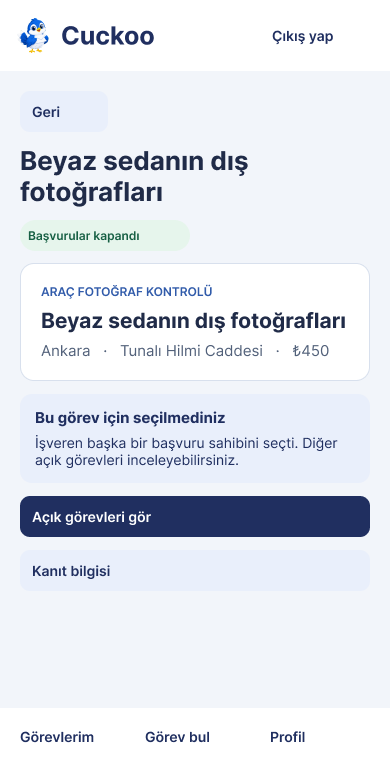 Cuckoo
Çıkış yap
Geri
Beyaz sedanın dış
fotoğrafları
Başvurular kapandı
ARAÇ FOTOĞRAF KONTROLÜ
Beyaz sedanın dış fotoğrafları
Ankara · Tunalı Hilmi Caddesi · ₺450
Bu görev için seçilmediniz
İşveren başka bir başvuru sahibini seçti. Diğer
açık görevleri inceleyebilirsiniz.
Açık görevleri gör
Kanıt bilgisi
Görevlerim
Görev bul
Profil